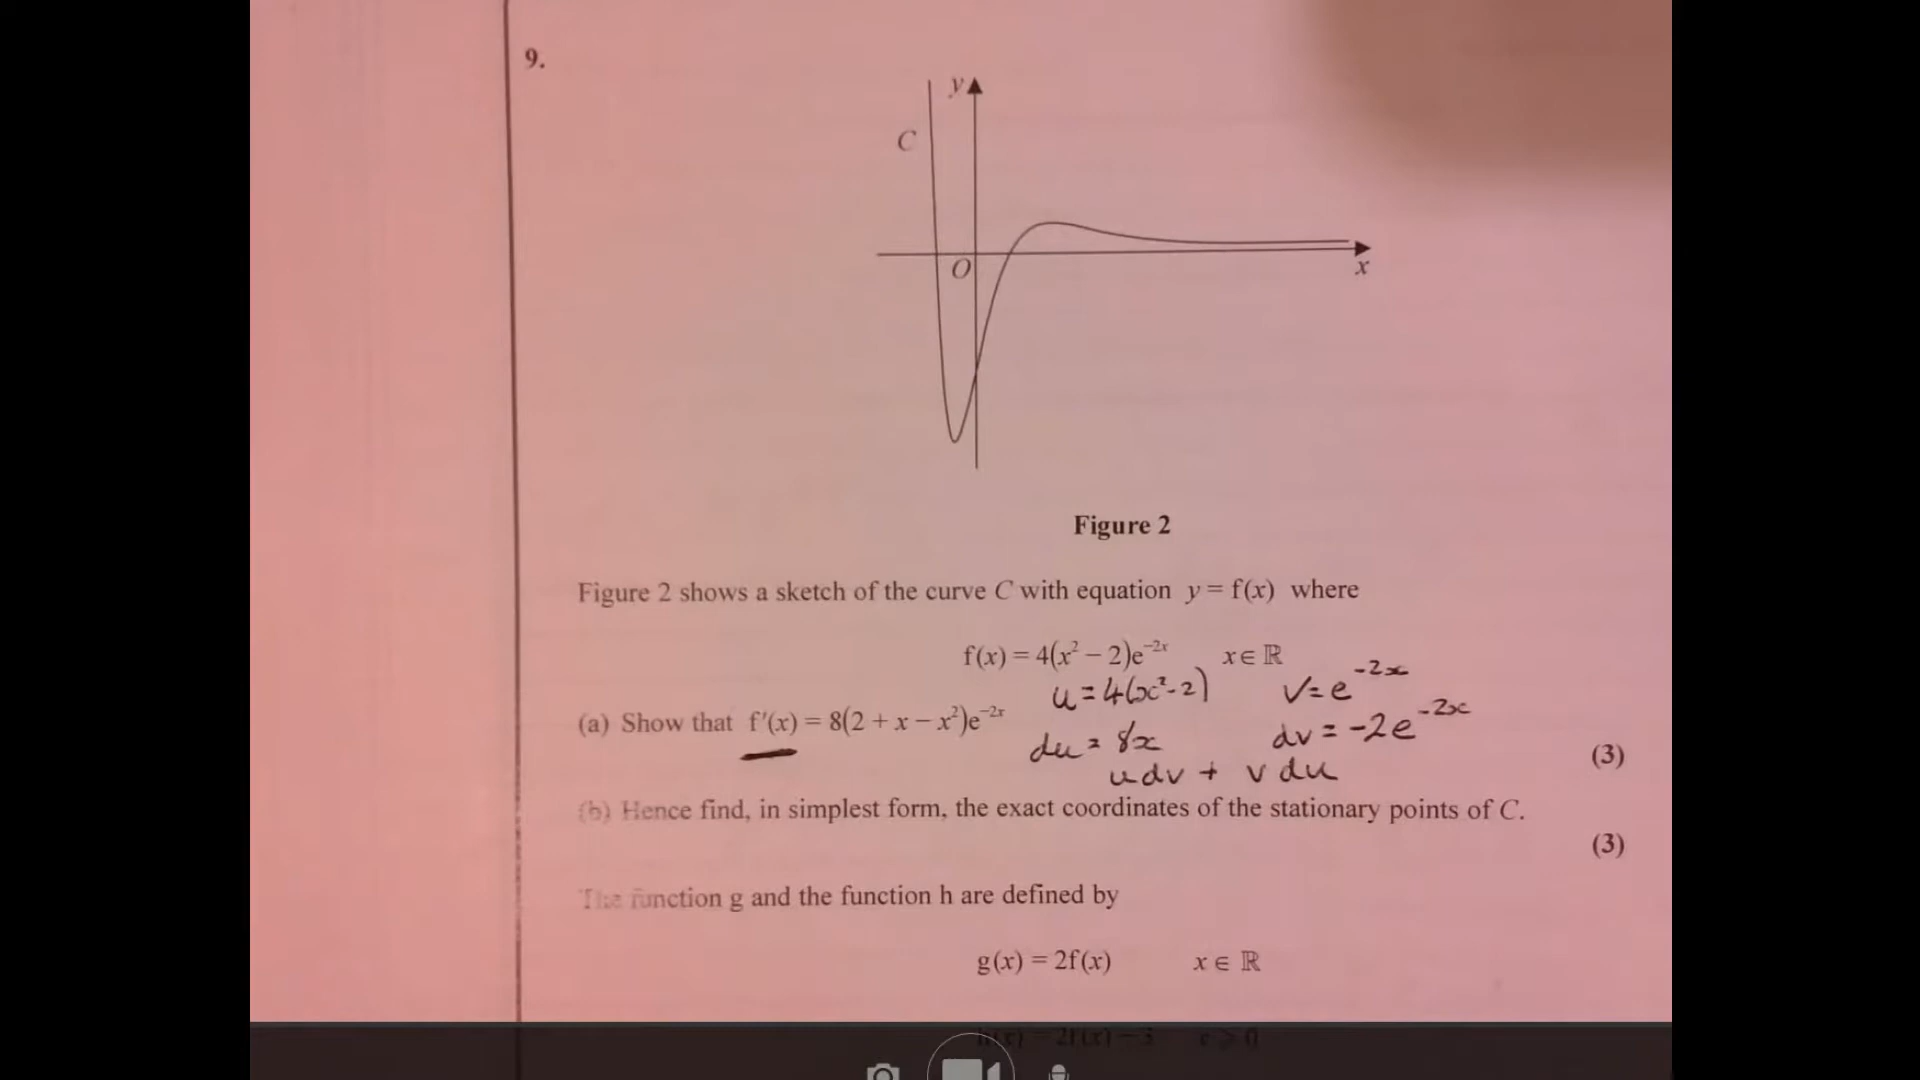 9.
y
C
O
x
Figure 2
Figure 2 shows a sketch of the curve C with equation y = f(x) where
f(x) = 4(x² – 2)e⁻²ˣ x ∈ ℝ
u = 4(x²-2) v = e⁻²ˣ
(a) Show that f′(x) = 8(2 + x – x²)e⁻²ˣ
du = 8x dv = -2e⁻²ˣ
(3)
udv + vdu
(b) Hence find, in simplest form, the exact coordinates of the stationary points of C.
(3)
The function g and the function h are defined by
g(x) = 2f(x) x ∈ ℝ